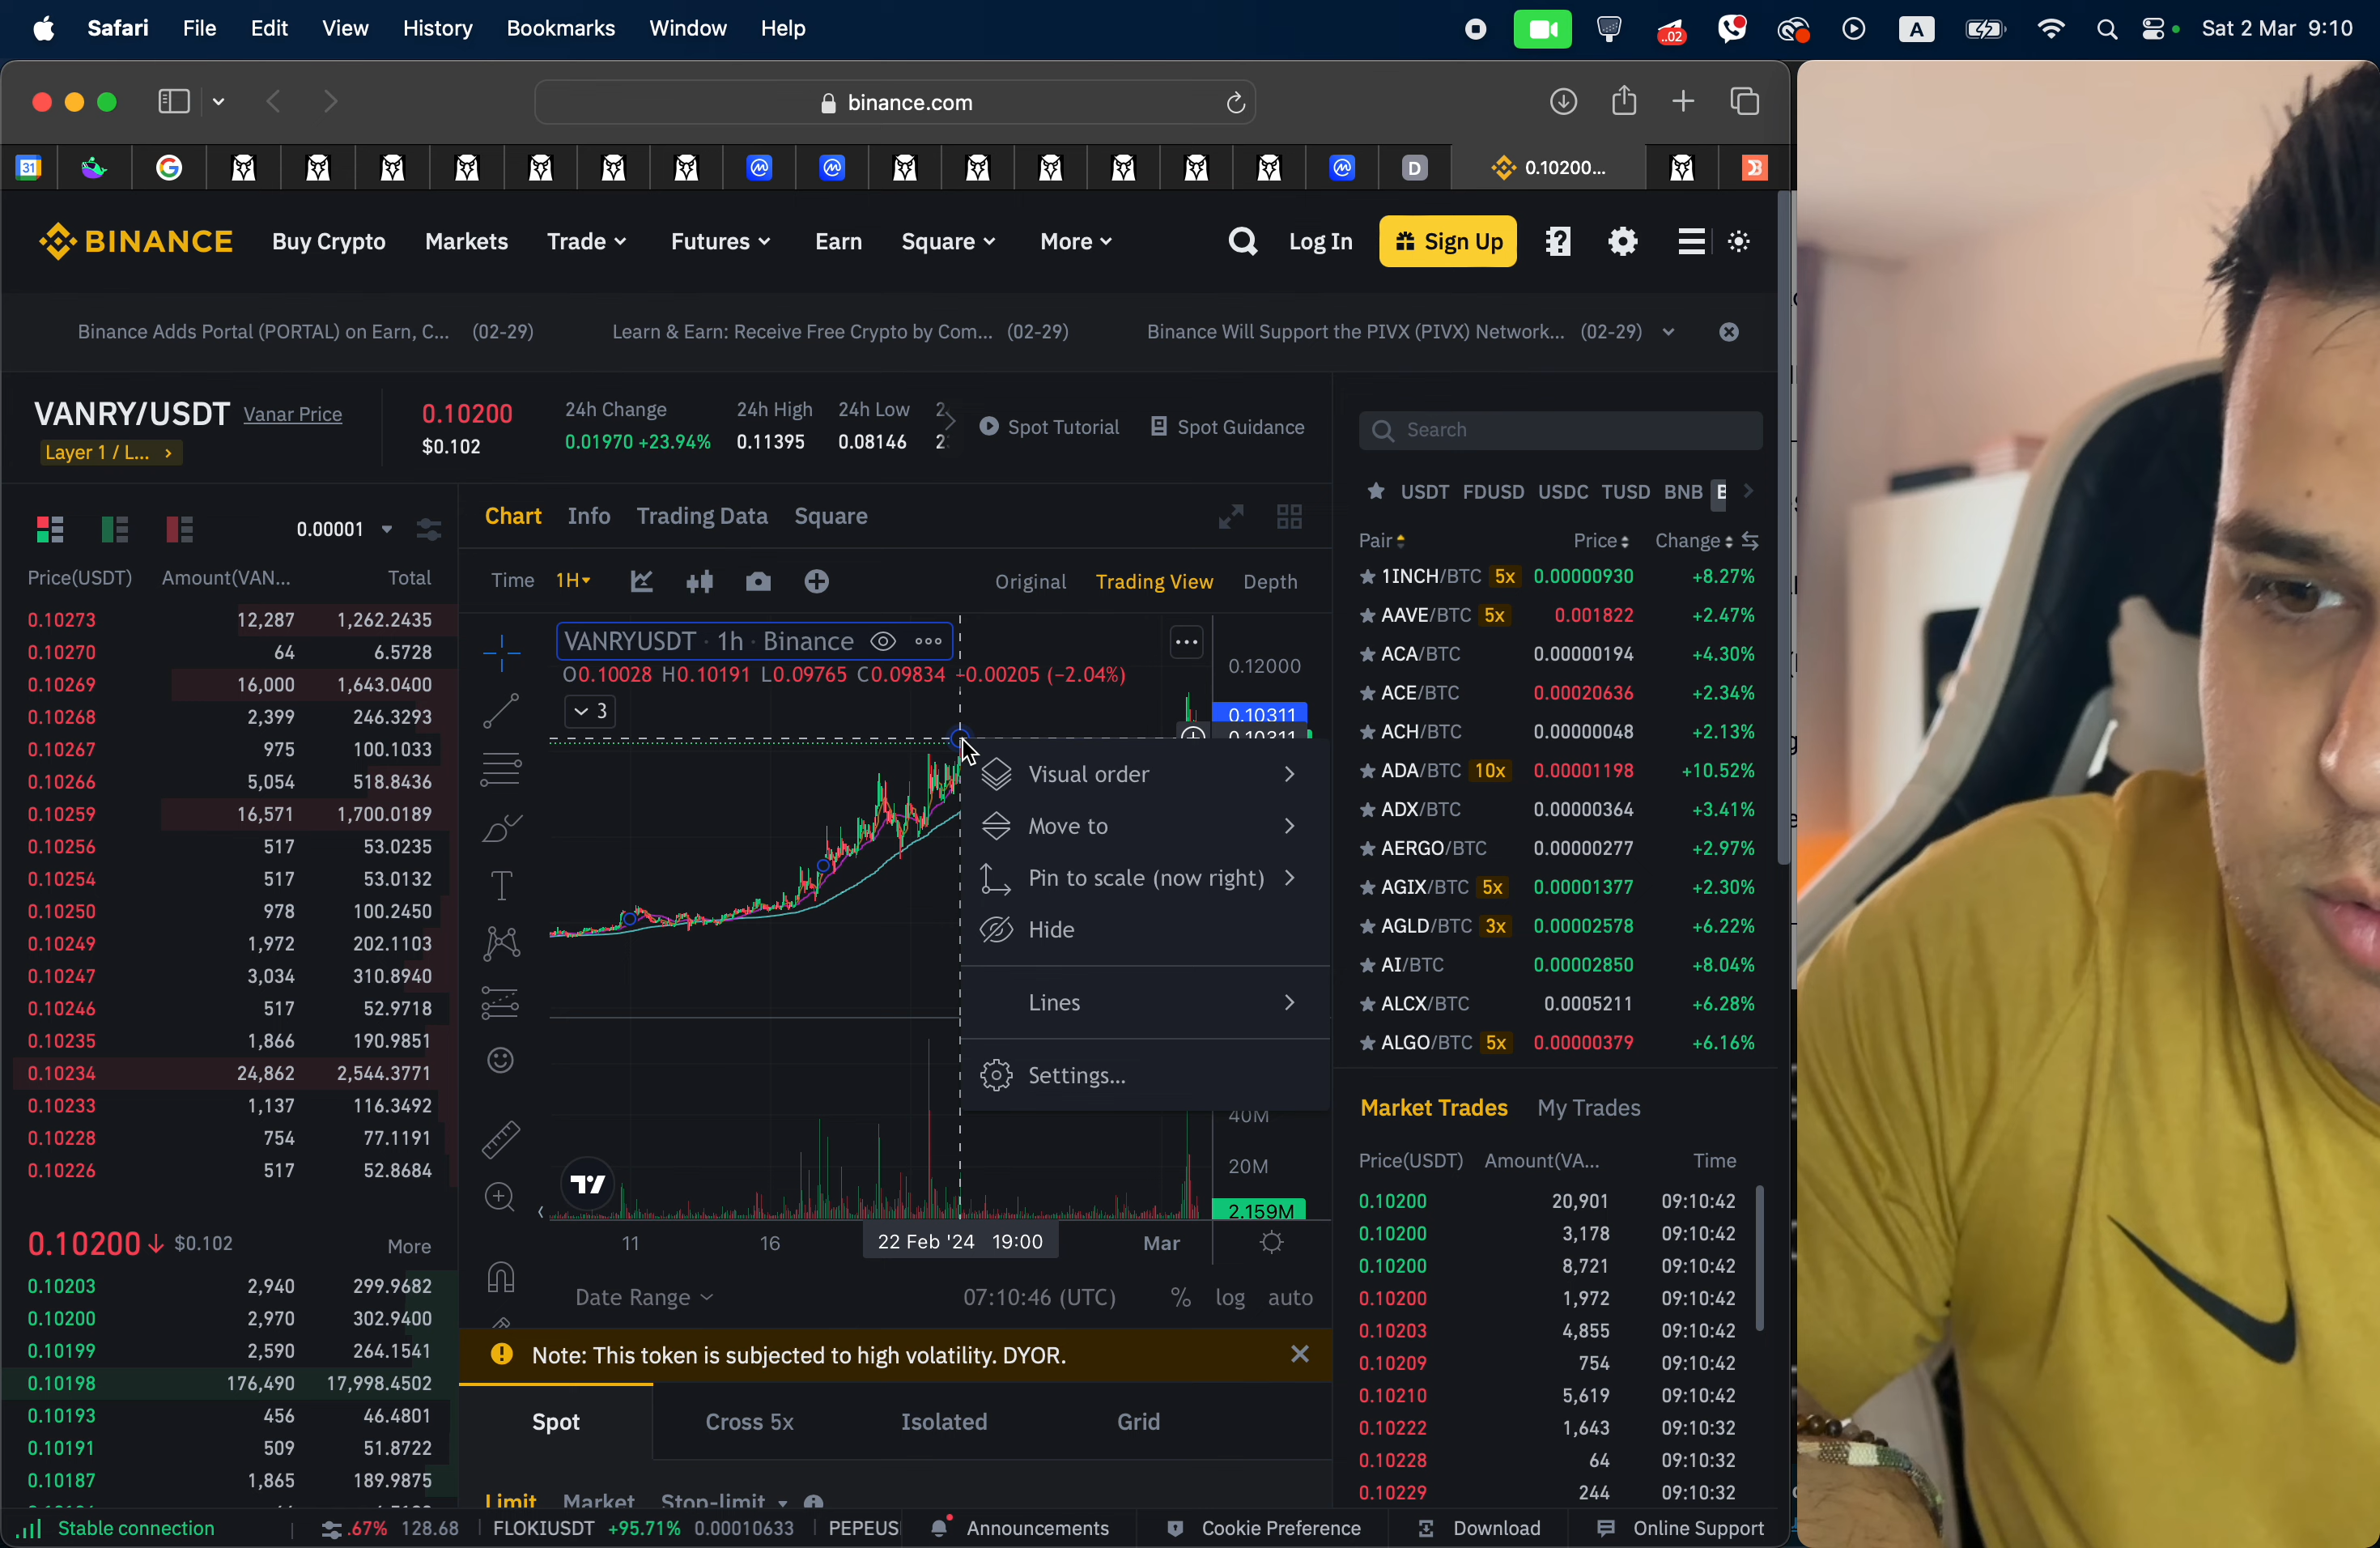 Safari File Edit View History Bookmarks Window Help
..02 A Sat 2 Mar 9:10
binance.com
31 G D 0.10200...
BINANCE Buy Crypto Markets Trade Futures Earn Square More Log In Sign Up
Binance Adds Portal (PORTAL) on Earn, C... (02-29) Learn & Earn: Receive Free Crypto by Com... (02-29) Binance Will Support the PIVX (PIVX) Network... (02-29)
VANRY/USDT Vanar Price
Layer 1 / L... >
0.10200
$0.102
24h Change 24h High 24h Low
0.01970 +23.94% 0.11395 0.08146
Spot Tutorial Spot Guidance
0.00001
Price(USDT) Amount(VAN... Total
0.10273 12,287 1,262.2435
0.10270 64 6.5728
0.10269 16,000 1,643.0400
0.10268 2,399 246.3293
0.10267 975 100.1033
0.10266 5,054 518.8436
0.10259 16,571 1,700.0189
0.10256 517 53.0235
0.10254 517 53.0132
0.10250 978 100.2450
0.10249 1,972 202.1103
0.10247 3,034 310.8940
0.10246 517 52.9718
0.10235 1,866 190.9851
0.10234 24,862 2,544.3771
0.10233 1,137 116.3492
0.10228 754 77.1191
0.10226 517 52.8684
0.10200 $0.102 More
0.10203 2,940 299.9682
0.10200 2,970 302.9400
0.10199 2,590 264.1541
0.10198 176,490 17,998.4502
0.10193 456 46.4801
0.10191 509 51.8722
0.10187 1,865 189.9875
Chart Info Trading Data Square
Time 1H Original Trading View Depth
VANRYUSDT · 1h · Binance
O0.10028 H0.10191 L0.09765 C0.09834 -0.00205 (−2.04%)
3
0.12000
0.10311
0.10311
Visual order
Move to
Pin to scale (now right)
Hide
Lines
Settings...
40M
20M
2.159M
11 16 22 Feb '24 19:00 Mar
Date Range 07:10:46 (UTC) % log auto
Note: This token is subjected to high volatility. DYOR.
Spot Cross 5x Isolated Grid
Limit Market Stop-limit
Search
USDT FDUSD USDC TUSD BNB
Pair Price Change
1INCH/BTC 5x 0.00000930 +8.27%
AAVE/BTC 5x 0.001822 +2.47%
ACA/BTC 0.00000194 +4.30%
ACE/BTC 0.00020636 +2.34%
ACH/BTC 0.00000048 +2.13%
ADA/BTC 10x 0.00001198 +10.52%
ADX/BTC 0.00000364 +3.41%
AERGO/BTC 0.00000277 +2.97%
AGIX/BTC 5x 0.00001377 +2.30%
AGLD/BTC 3x 0.00002578 +6.22%
AI/BTC 0.00002850 +8.04%
ALCX/BTC 0.0005211 +6.28%
ALGO/BTC 5x 0.00000379 +6.16%
Market Trades My Trades
Price(USDT) Amount(VA... Time
0.10200 20,901 09:10:42
0.10200 3,178 09:10:42
0.10200 8,721 09:10:42
0.10200 1,972 09:10:42
0.10203 4,855 09:10:42
0.10209 754 09:10:42
0.10210 5,619 09:10:42
0.10222 1,643 09:10:32
0.10228 64 09:10:32
0.10229 244 09:10:32
Stable connection .67% 128.68 FLOKIUSDT +95.71% 0.00010633 PEPEUS Announcements Cookie Preference Download Online Support